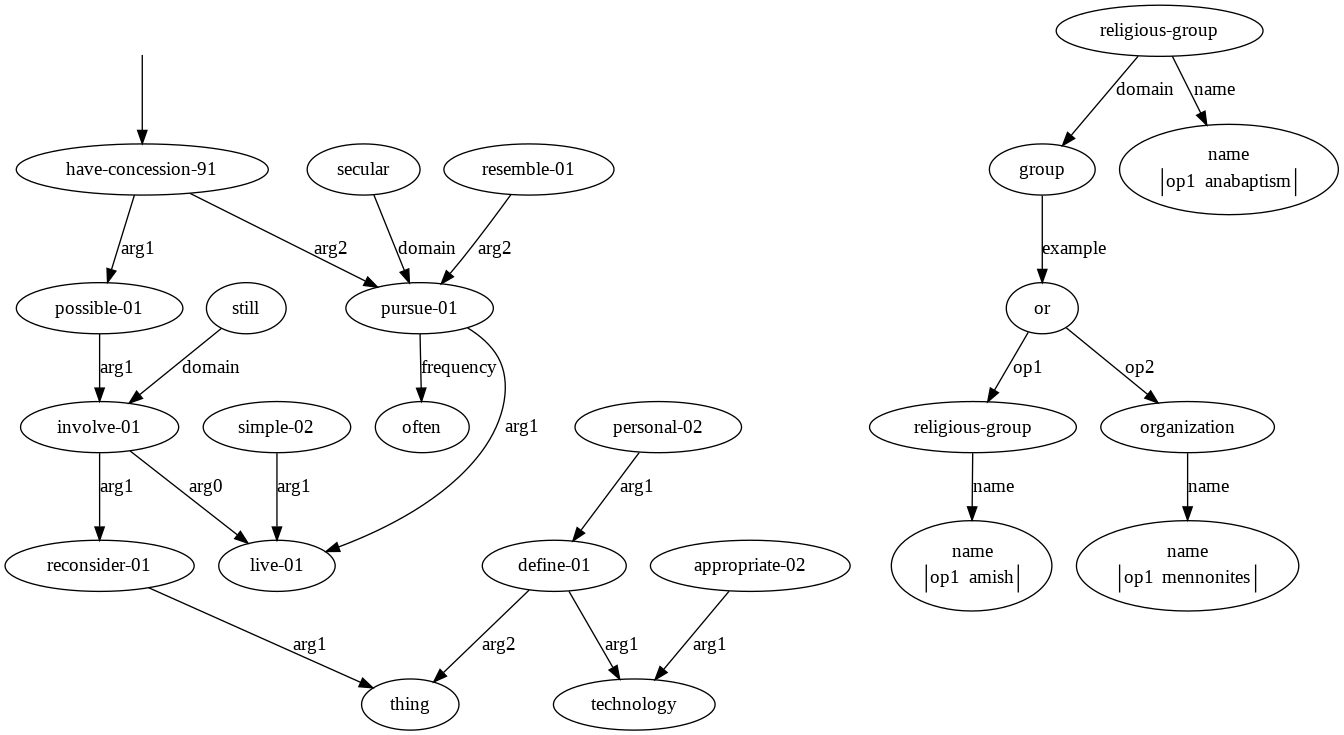 religious-group
domain
name
have-concession-91
secular
resemble-01
group
name
op1 anabaptism
arg1
arg2
domain
arg2
example
possible-01
still
pursue-01
or
arg1
domain
frequency
op1
op2
involve-01
simple-02
often
arg1
personal-02
religious-group
organization
arg1
arg0
arg1
arg1
name
name
reconsider-01
live-01
define-01
appropriate-02
name
op1 amish
name
op1 mennonites
arg1
arg2
arg1
arg1
thing
technology